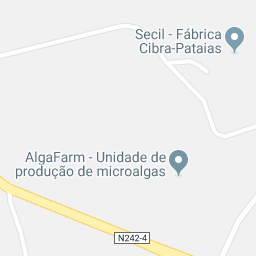 Secil - Fábrica
Cibra-Pataias
AlgaFarm - Unidade de
produção de microalgas
N242-4